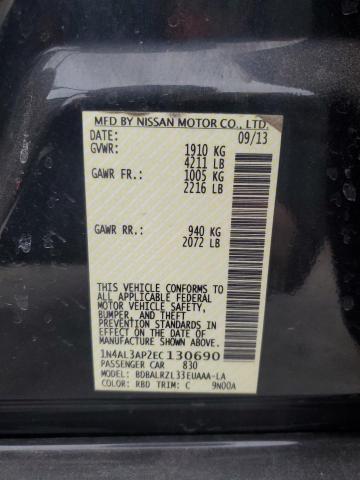 MFD BY NISSAN MOTOR CO., LTD.
DATE: 09/13
GVWR: 1910 KG
4211 LB
GAWR FR: 1005 KG
2216 LB
GAWR RR: 940 KG
2072 LB
THIS VEHICLE CONFORMS TO ALL
APPLICABLE FEDERAL
MOTOR VEHICLE SAFETY,
BUMPER, AND THEFT
PREVENTION STANDARDS
IN EFFECT ON THE DATE OF
MANUFACTURE SHOWN ABOVE.
1N4AL3AP2EC130690
PASSENGER CAR 830
MODEL: BDBALRZL33EUAAA-LA
COLOR: RBD TRIM: C 9N00A